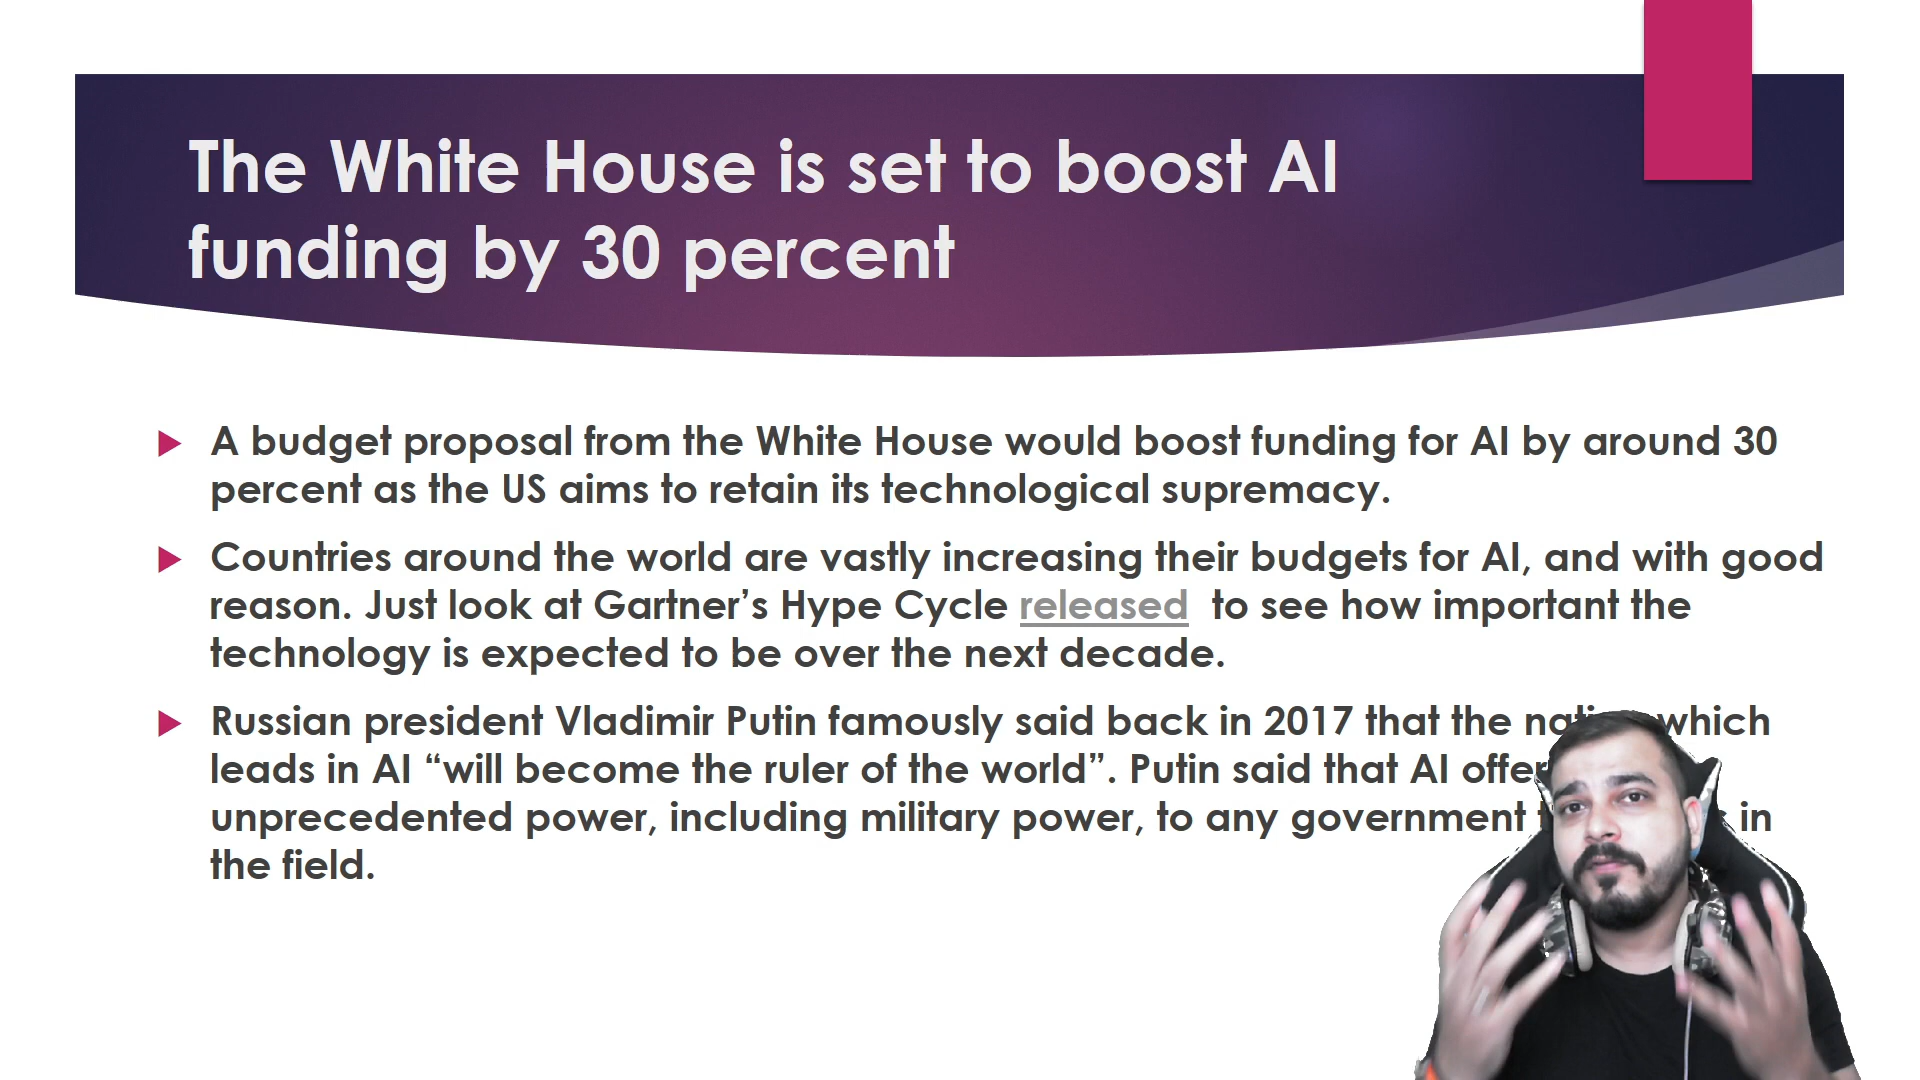 The White House is set to boost AI
funding by 30 percent
A budget proposal from the White House would boost funding for AI by around 30
percent as the US aims to retain its technological supremacy.
Countries around the world are vastly increasing their budgets for AI, and with good
reason. Just look at Gartner’s Hype Cycle released to see how important the
technology is expected to be over the next decade.
Russian president Vladimir Putin famously said back in 2017 that the which
leads in AI “will become the ruler of the world”. Putin said that AI
unprecedented power, including military power, to any government in
the field.